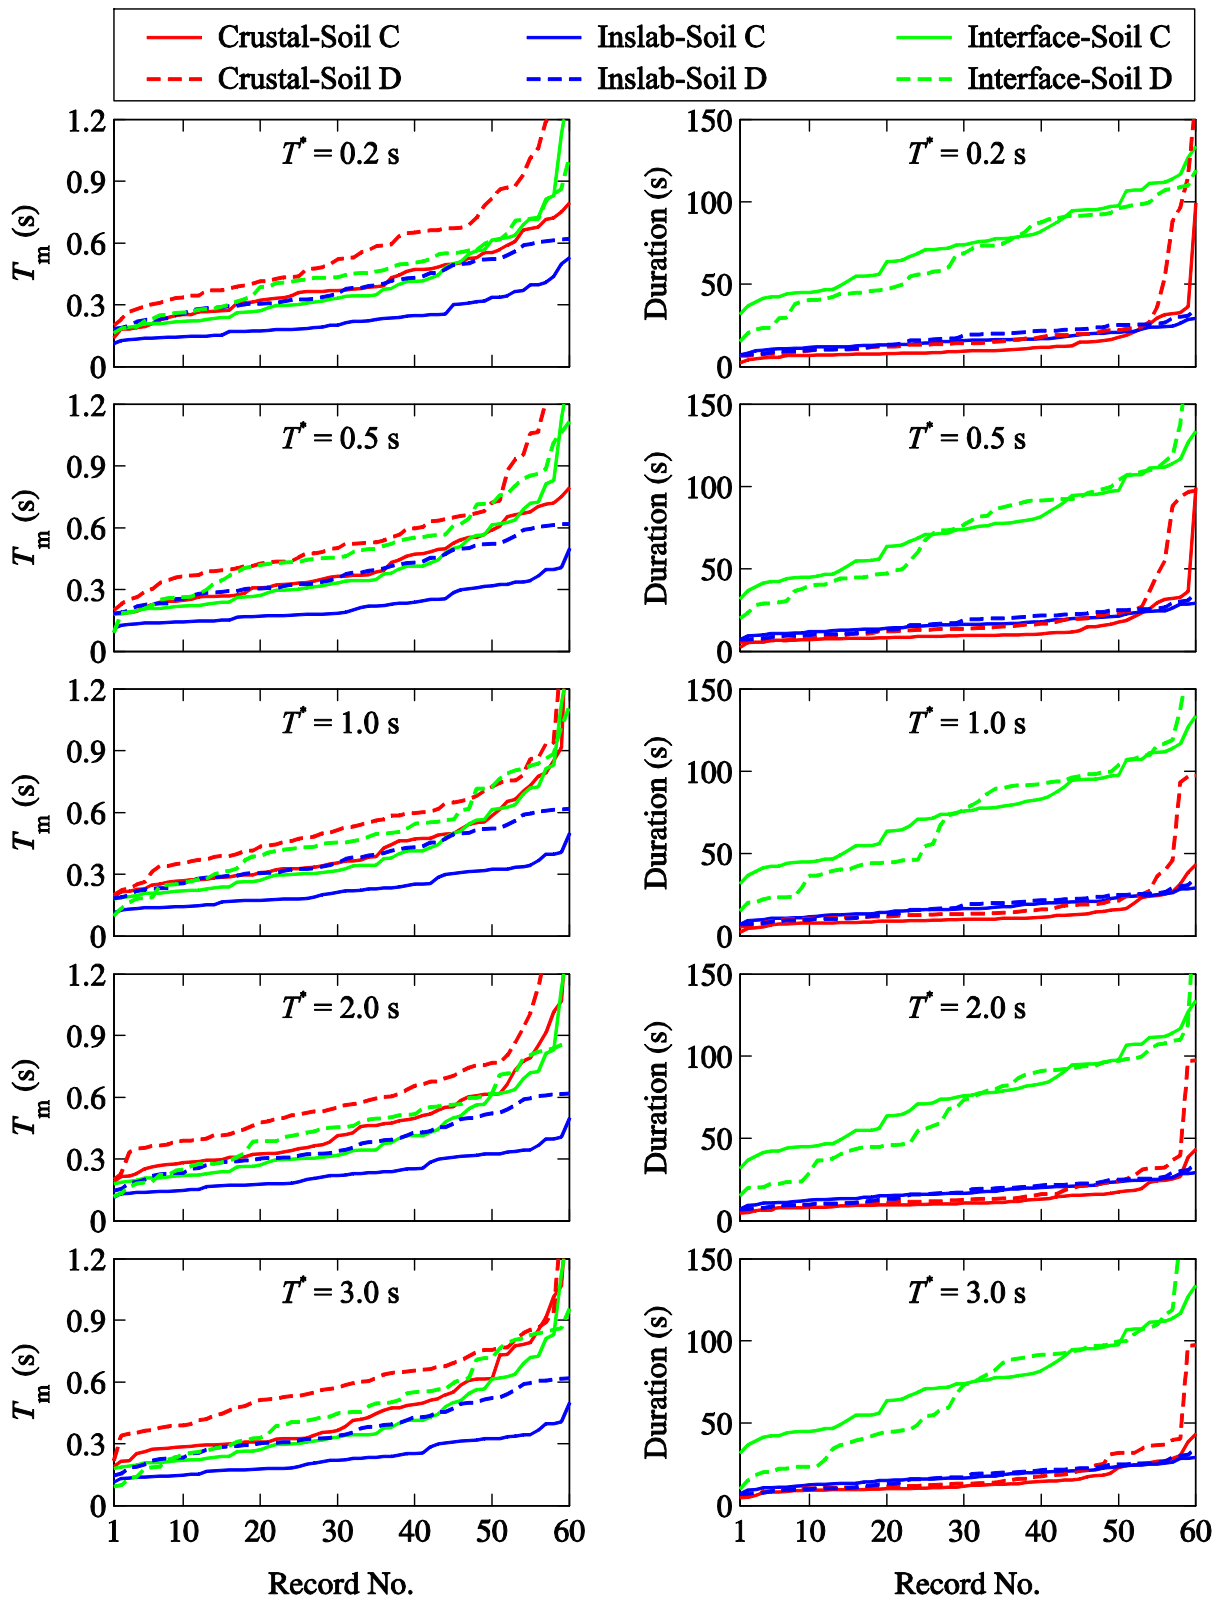 Crustal-Soil C Inslab-Soil C Interface-Soil C
Crustal-Soil D Inslab-Soil D Interface-Soil D
T* = 0.2 s
Tm (s)
1.2
0.9
0.6
0.3
0
T* = 0.2 s
Duration (s)
150
100
50
0
T* = 0.5 s
Tm (s)
1.2
0.9
0.6
0.3
0
T* = 0.5 s
Duration (s)
150
100
50
0
T* = 1.0 s
Tm (s)
1.2
0.9
0.6
0.3
0
T* = 1.0 s
Duration (s)
150
100
50
0
T* = 2.0 s
Tm (s)
1.2
0.9
0.6
0.3
0
T* = 2.0 s
Duration (s)
150
100
50
0
T* = 3.0 s
Tm (s)
1.2
0.9
0.6
0.3
0
1 10 20 30 40 50 60
Record No.
T* = 3.0 s
Duration (s)
150
100
50
0
1 10 20 30 40 50 60
Record No.